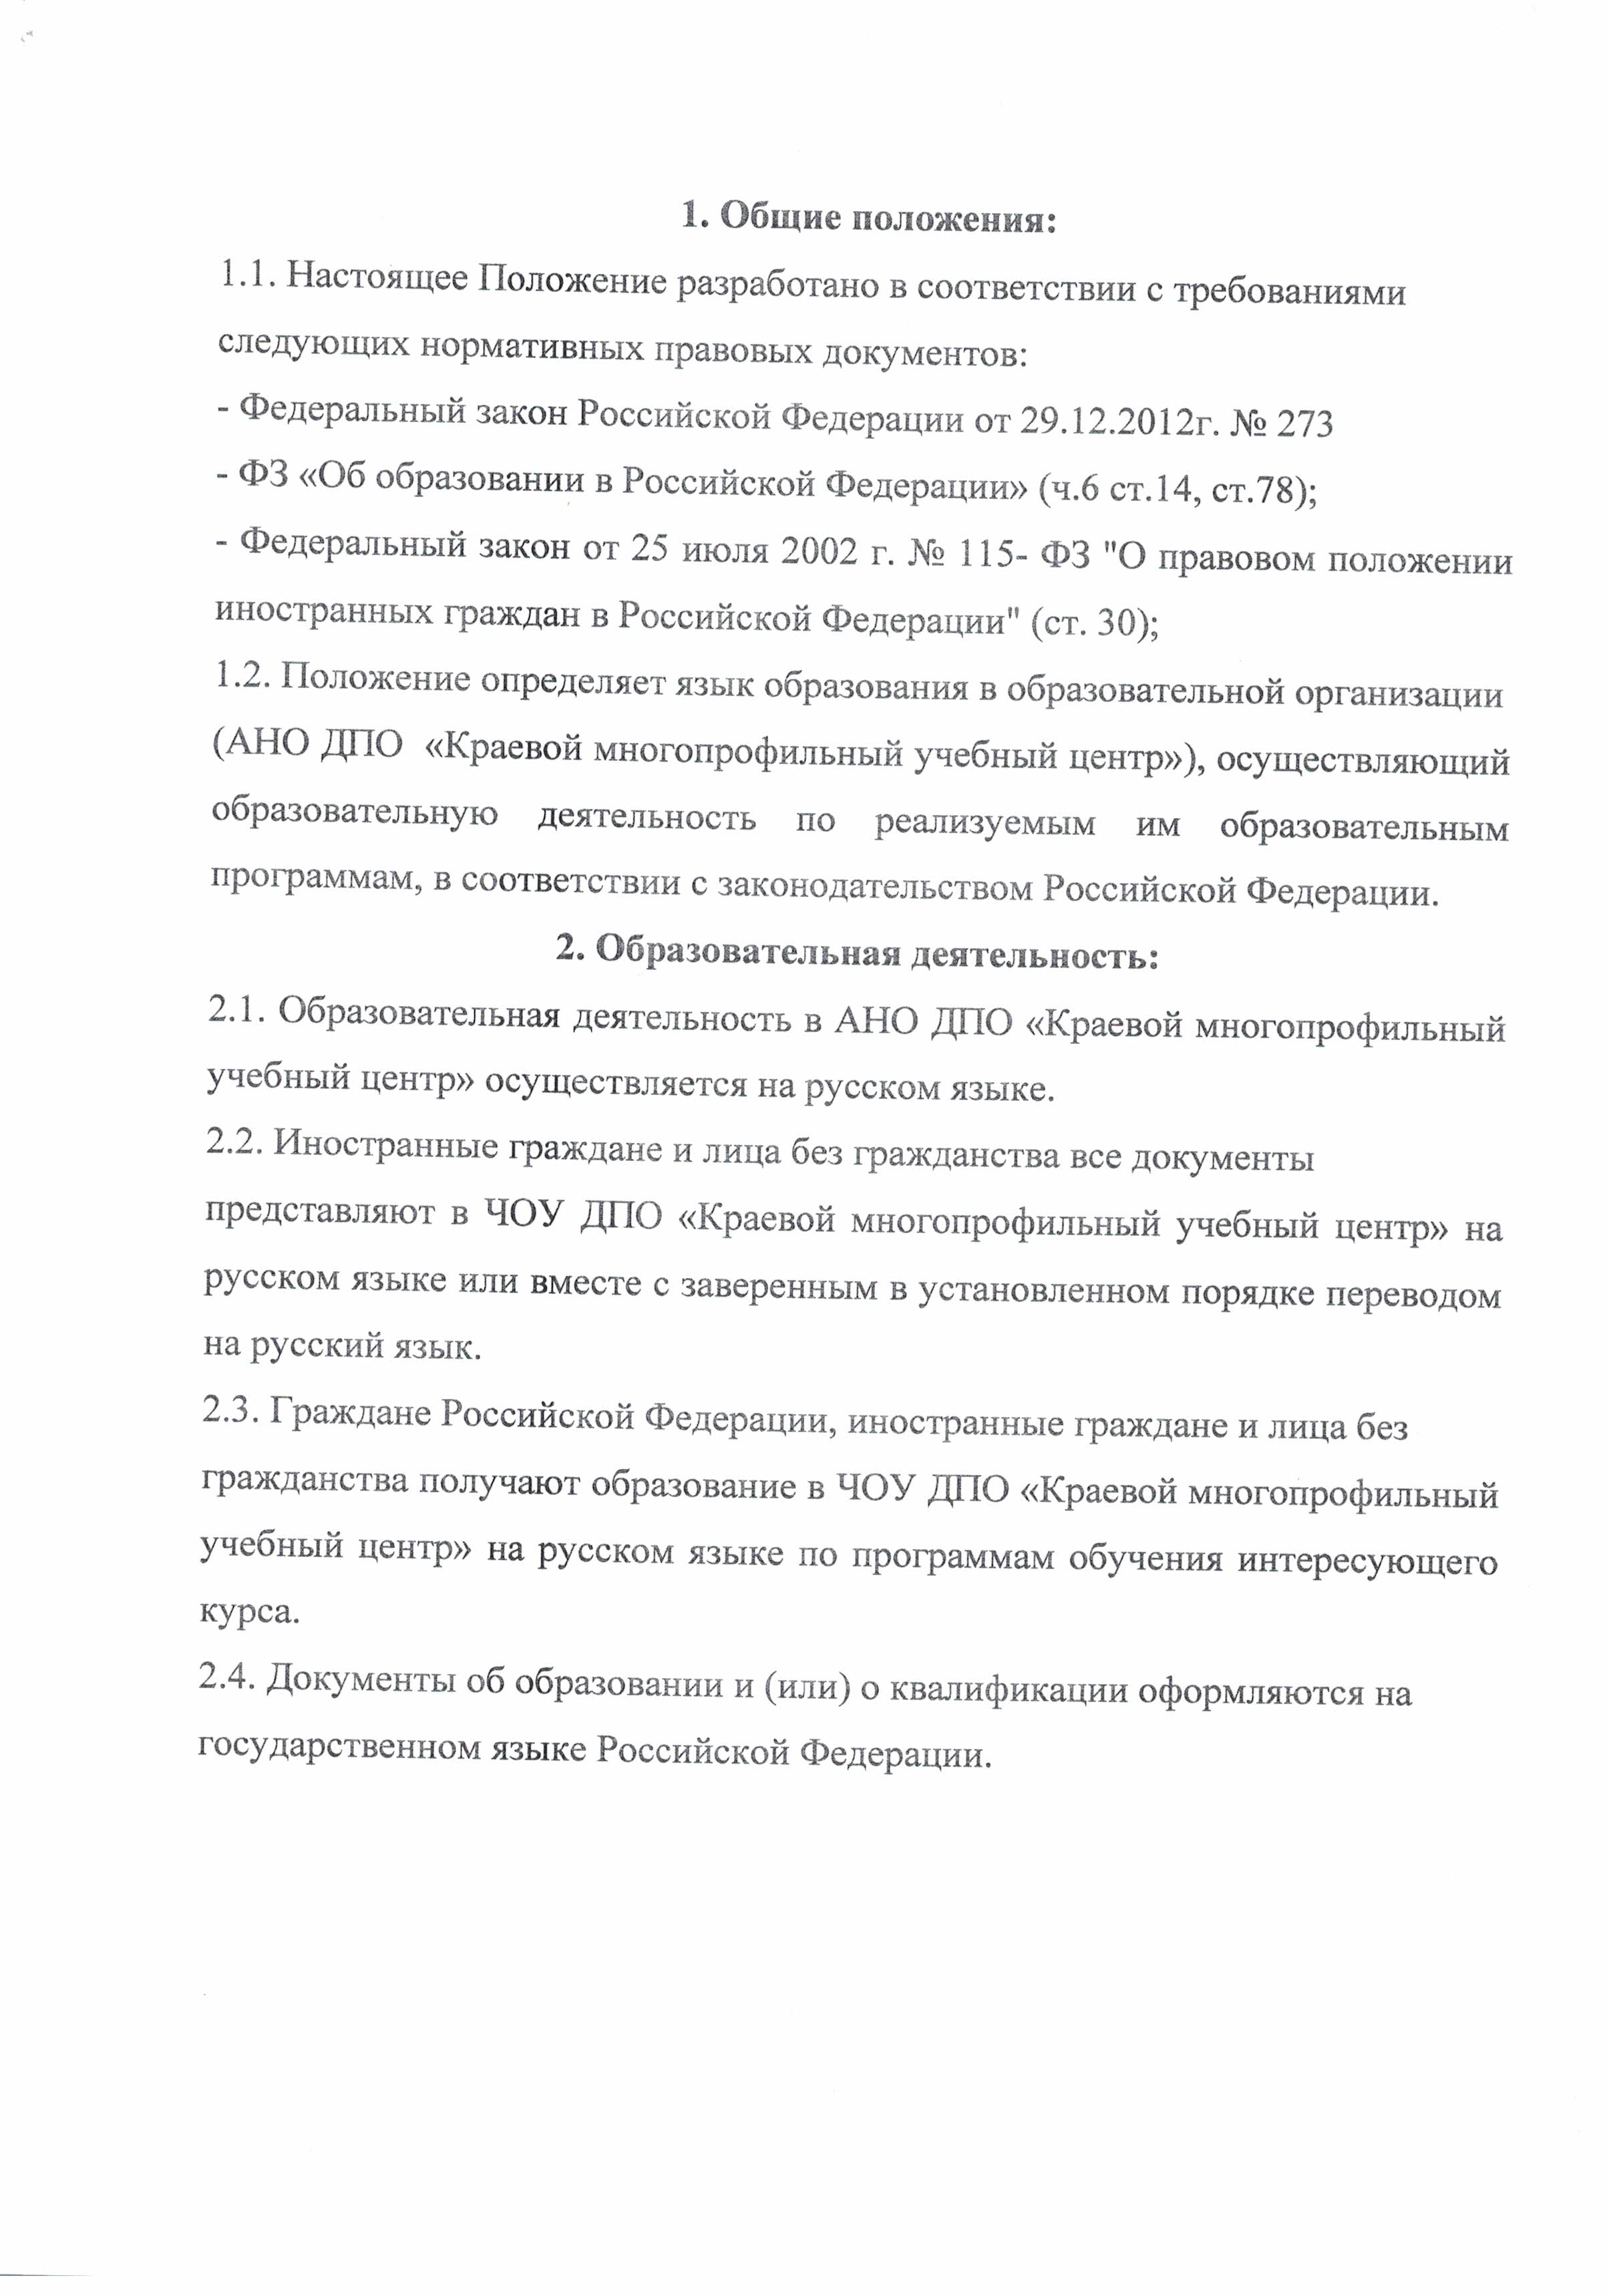 1. Общие положения:
1.1. Настоящее Положение разработано в соответствии с требованиями
следующих нормативных правовых документов:
- Федеральный закон Российской Федерации от 29.12.2012г. № 273
- ФЗ «Об образовании в Российской Федерации» (ч.6 ст.14, ст.78);
- Федеральный закон от 25 июля 2002 г. № 115- ФЗ "О правовом положении
иностранных граждан в Российской Федерации" (ст. 30);
1.2. Положение определяет язык образования в образовательной организации
(АНО ДПО «Краевой многопрофильный учебный центр»), осуществляющий
образовательную деятельность по реализуемым им образовательным
программам, в соответствии с законодательством Российской Федерации.
2. Образовательная деятельность:
2.1. Образовательная деятельность в АНО ДПО «Краевой многопрофильный
учебный центр» осуществляется на русском языке.
2.2. Иностранные граждане и лица без гражданства все документы
представляют в ЧОУ ДПО «Краевой многопрофильный учебный центр» на
русском языке или вместе с заверенным в установленном порядке переводом
на русский язык.
2.3. Граждане Российской Федерации, иностранные граждане и лица без
гражданства получают образование в ЧОУ ДПО «Краевой многопрофильный
учебный центр» на русском языке по программам обучения интересующего
курса.
2.4. Документы об образовании и (или) о квалификации оформляются на
государственном языке Российской Федерации.